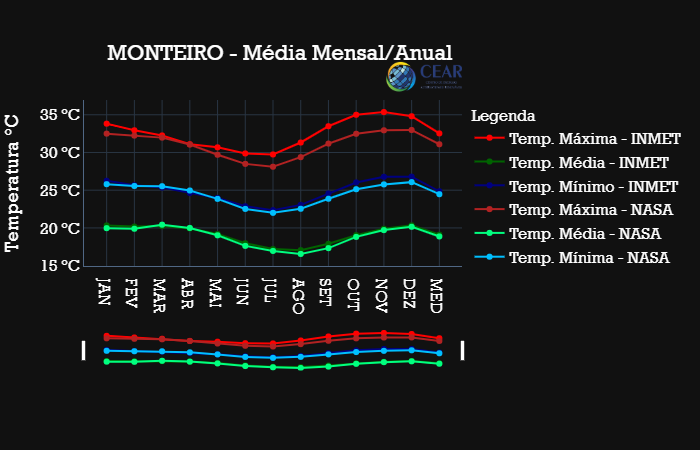 MONTEIRO - Média Mensal/Anual
CEAR
Temperatura °C
35 °C
30 °C
25 °C
20 °C
15 °C
JAN
FEV
MAR
ABR
MAI
JUN
JUL
AGO
SET
OUT
NOV
DEZ
MED
Legenda
Temp. Máxima - INMET
Temp. Média - INMET
Temp. Mínimo - INMET
Temp. Máxima - NASA
Temp. Média - NASA
Temp. Mínima - NASA